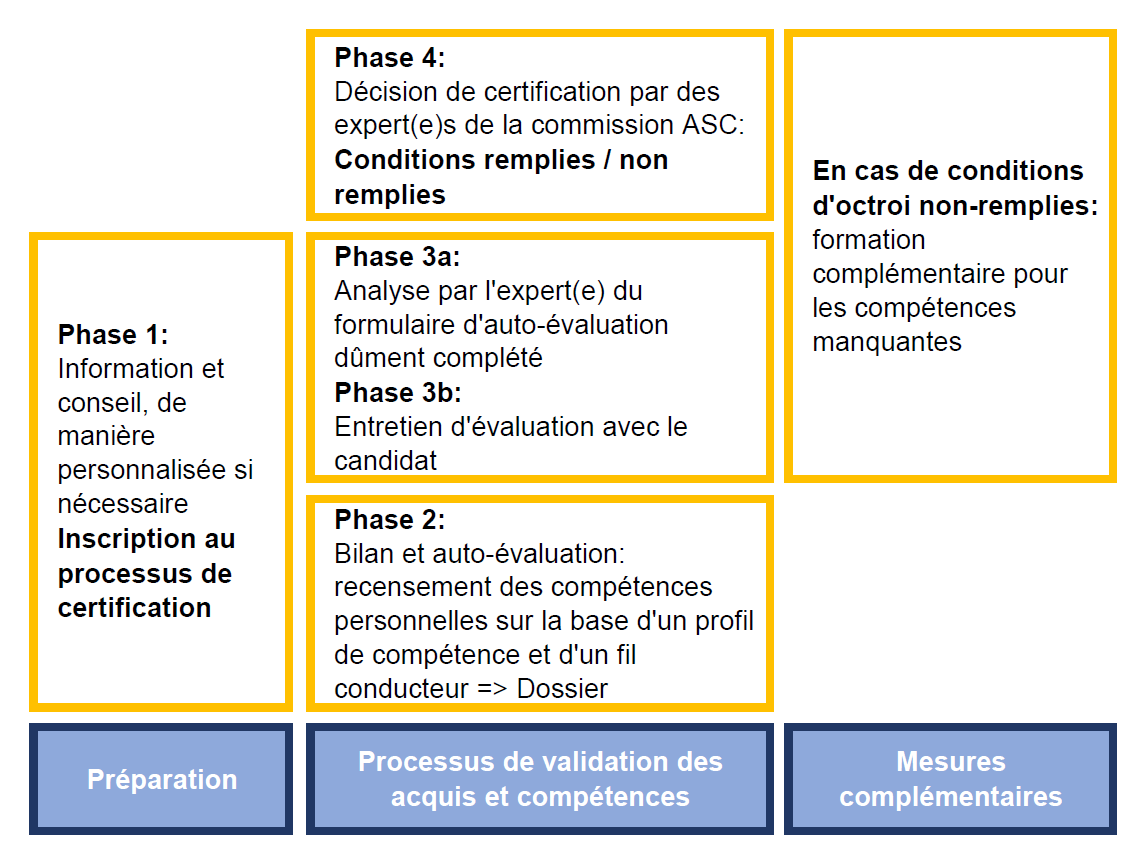 Phase 4:
Décision de certification par des
expert(e)s de la commission ASC:
Conditions remplies / non
remplies
En cas de conditions
d'octroi non-remplies:
formation
complémentaire pour
les compétences
manquantes
Phase 1:
Information et
conseil, de
manière
personnalisée si
nécessaire
Inscription au
processus de
certification
Phase 3a:
Analyse par l'expert(e) du
formulaire d'auto-évaluation
dûment complété
Phase 3b:
Entretien d'évaluation avec le
candidat
Phase 2:
Bilan et auto-évaluation:
recensement des compétences
personnelles sur la base d'un profil
de compétence et d'un fil
conducteur => Dossier
Préparation
Processus de validation des
acquis et compétences
Mesures
complémentaires